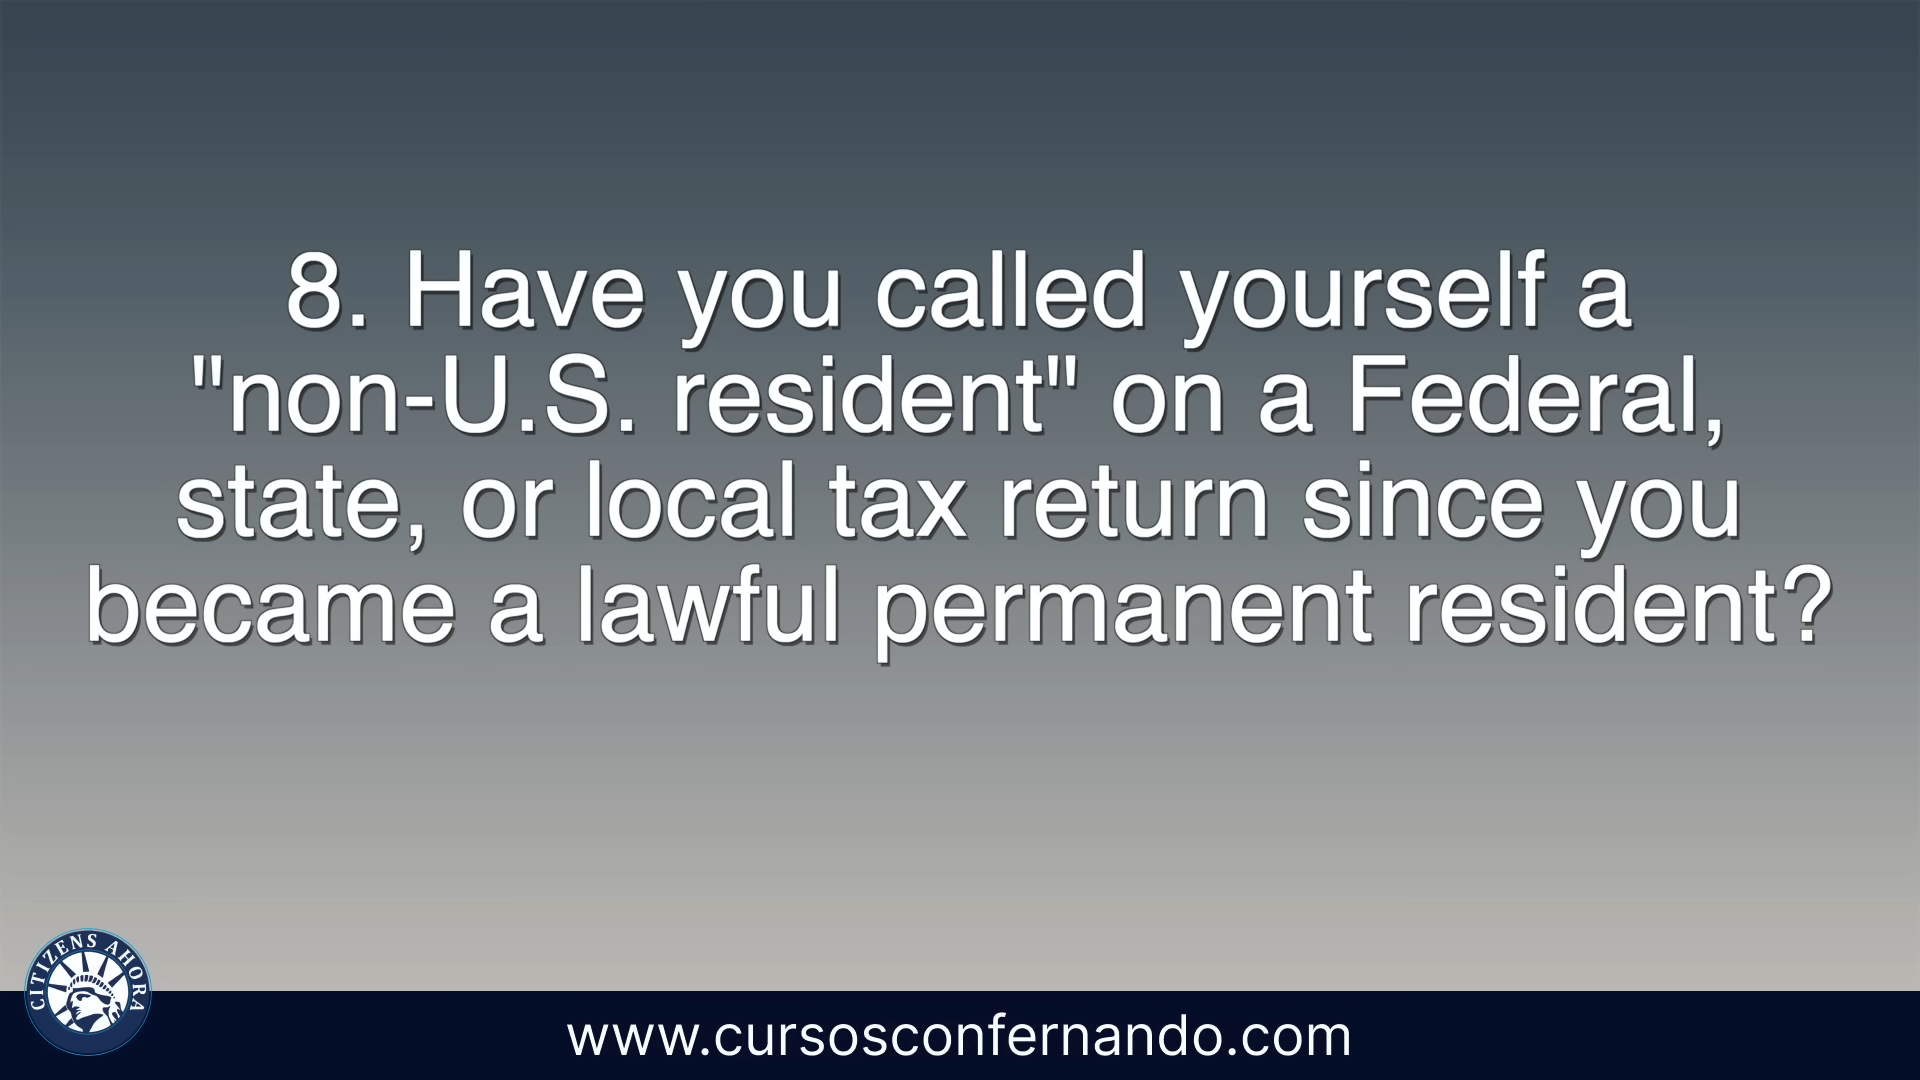 8. Have you called yourself a
"non-U.S. resident" on a Federal,
state, or local tax return since you
became a lawful permanent resident?
CITIZENS AHORA
www.cursosconfernando.com